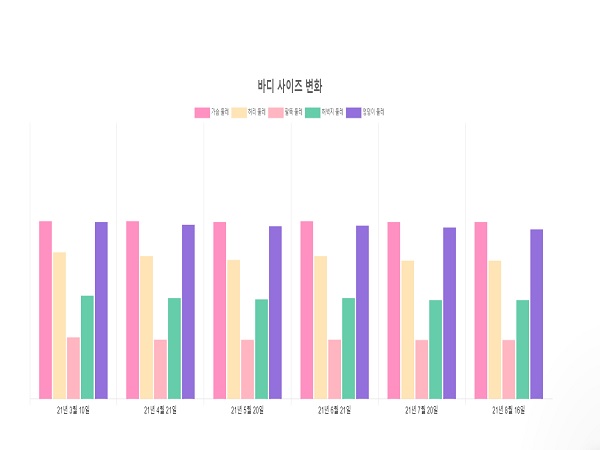 바디 사이즈 변화
가슴 둘레 허리 둘레 팔뚝 둘레 허벅지 둘레 엉덩이 둘레
21년 3월 10일 21년 4월 21일 21년 5월 20일 21년 6월 21일 21년 7월 20일 21년 8월 16일